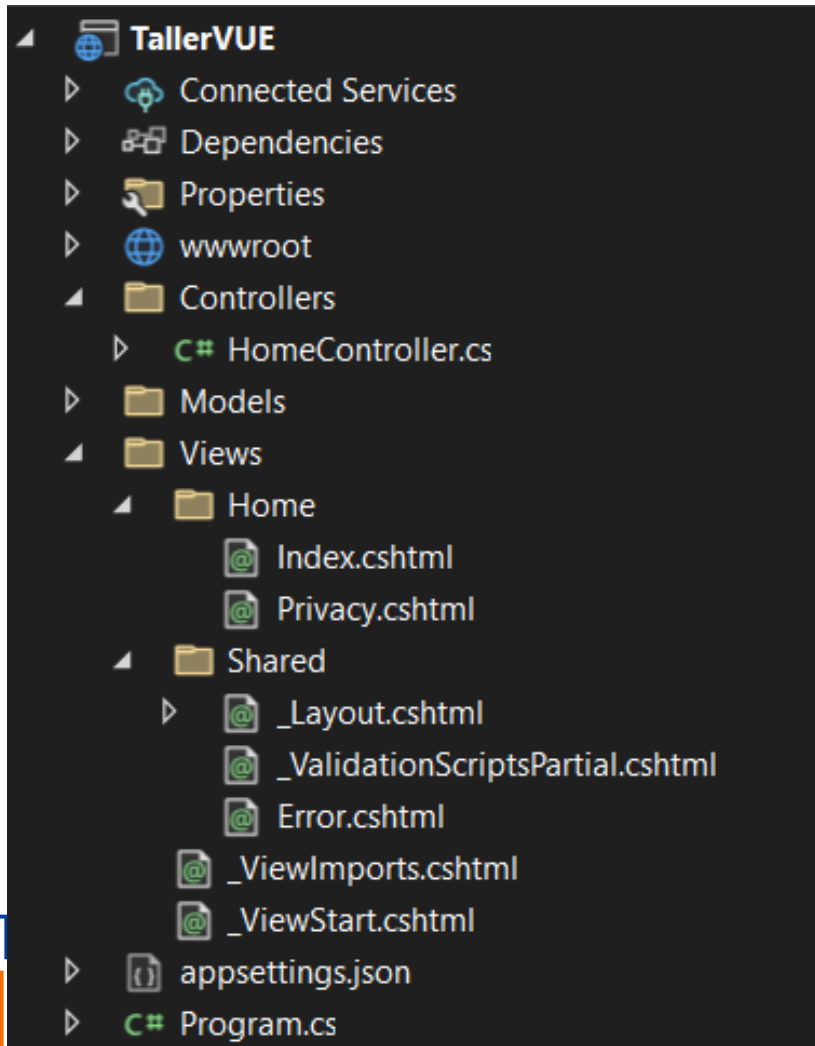 TallerVUE
Connected Services
Dependencies
Properties
wwwroot
Controllers
C# HomeController.cs
Models
Views
Home
@ Index.cshtml
@ Privacy.cshtml
Shared
@ _Layout.cshtml
@ _ValidationScriptsPartial.cshtml
@ Error.cshtml
@ _ViewImports.cshtml
@ _ViewStart.cshtml
appsettings.json
C# Program.cs